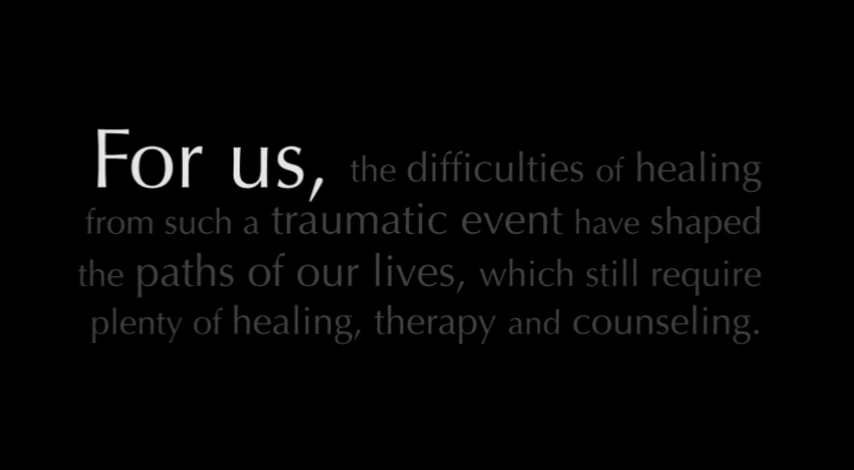 For us, the difficulties of healing
from such a traumatic event have shaped
the paths of our lives, which still require
plenty of healing, therapy and counseling.